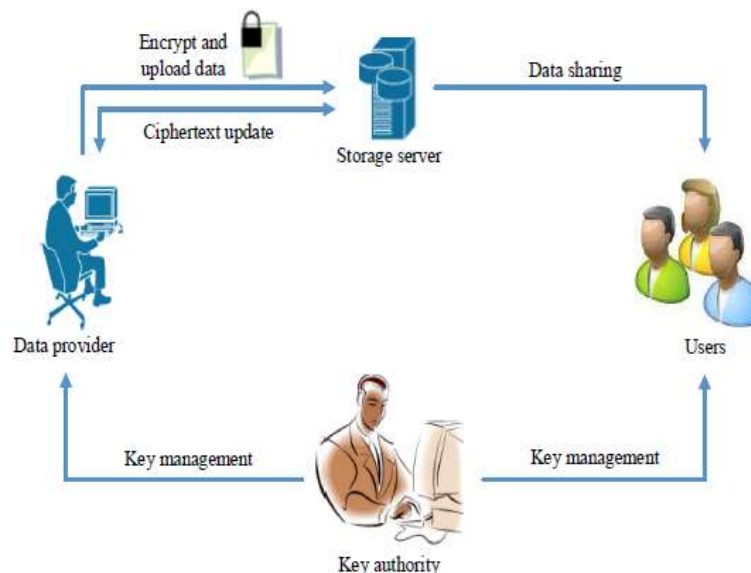 Encrypt and
upload data
Data sharing
Ciphertext update
Storage server
Data provider
Users
Key management
Key management
Key authority